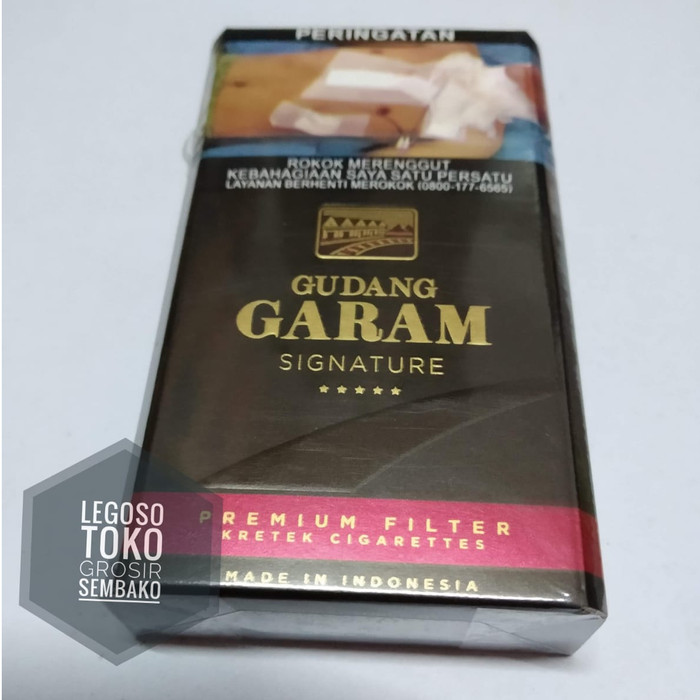 PERINGATAN
ROKOK MERENGGUT
KEBAHAGIAAN SAYA SATU PERSATU
LAYANAN BERHENTI MEROKOK (0800-177-6565)
GUDANG
GARAM
SIGNATURE
PREMIUM FILTER
KRETEK CIGARETTES
MADE IN INDONESIA
LEGOSO
TOKO
GROSIR
SEMBAKO